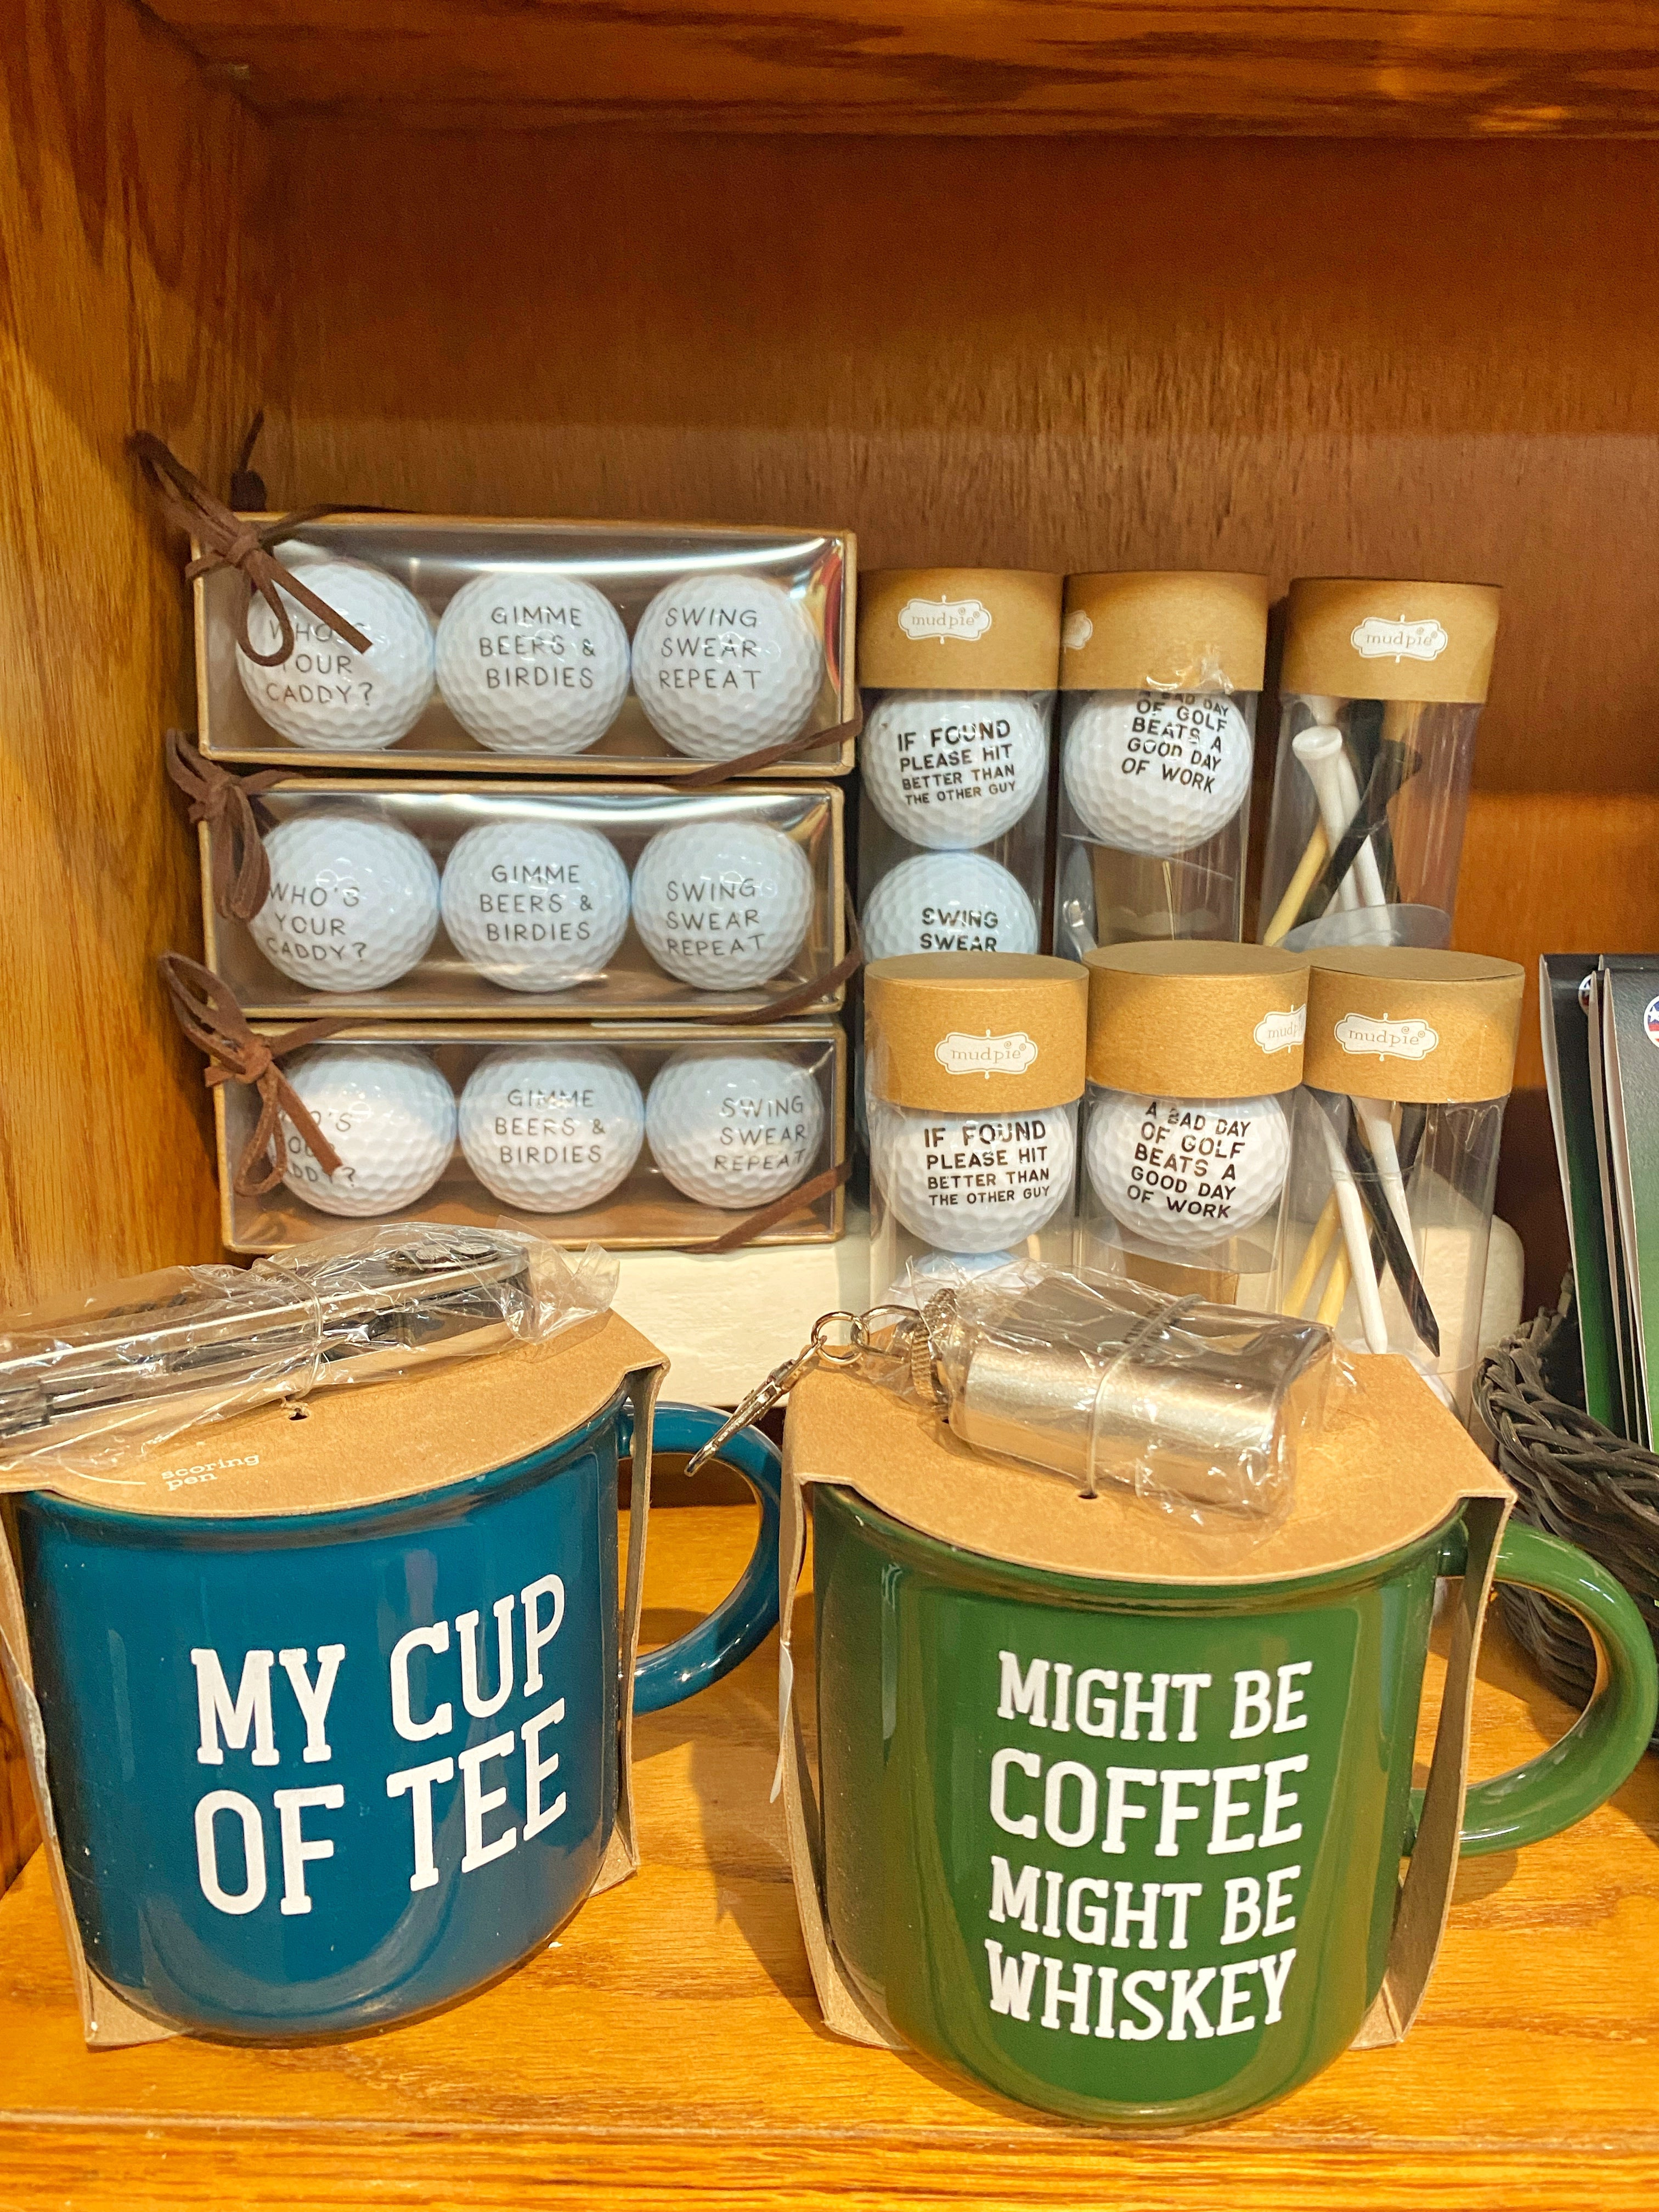 WHO'S
YOUR
CADDY?
GIMME
BEERS &
BIRDIES
SWING
SWEAR
REPEAT
WHO'S
YOUR
CADDY?
GIMME
BEERS &
BIRDIES
SWING
SWEAR
REPEAT
O'S
GIMME
BEERS &
BIRDIES
SWING
SWEAR
REPEAT
mudpie
IF FOUND
PLEASE HIT
BETTER THAN
THE OTHER GUY
SWING
SWEAR
A BAD DAY
OF GOLF
BEATS A
GOOD DAY
OF WORK
mudpie
mudpie
IF FOUND
PLEASE HIT
BETTER THAN
THE OTHER GUY
mudpie
A BAD DAY
OF GOLF
BEATS A
GOOD DAY
OF WORK
mudpie
scoring
pen
MY CUP
OF TEE
MIGHT BE
COFFEE
MIGHT BE
WHISKEY